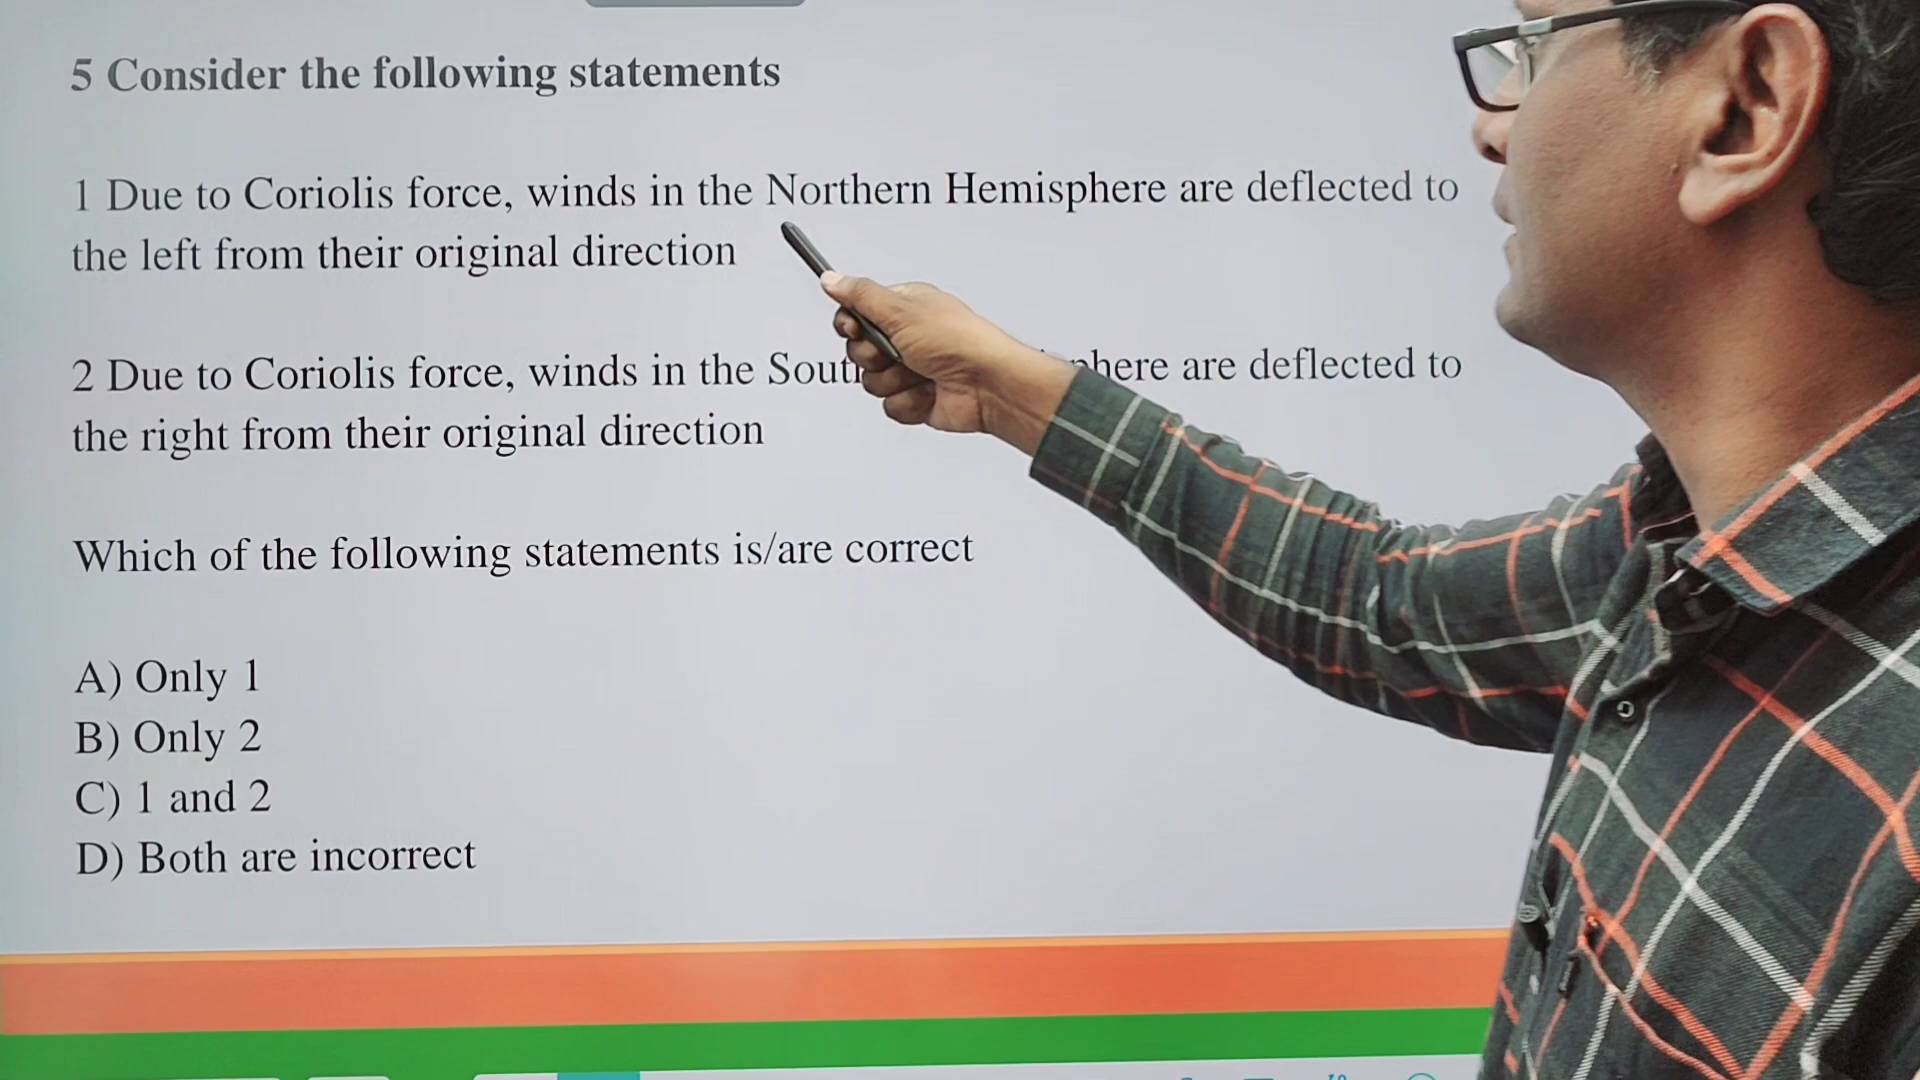 5 Consider the following statements
1 Due to Coriolis force, winds in the Northern Hemisphere are deflected to
the left from their original direction
2 Due to Coriolis force, winds in the are deflected to
the right from their original direction
Which of the following statements is/are correct
A) Only 1
B) Only 2
C) 1 and 2
D) Both are incorrect